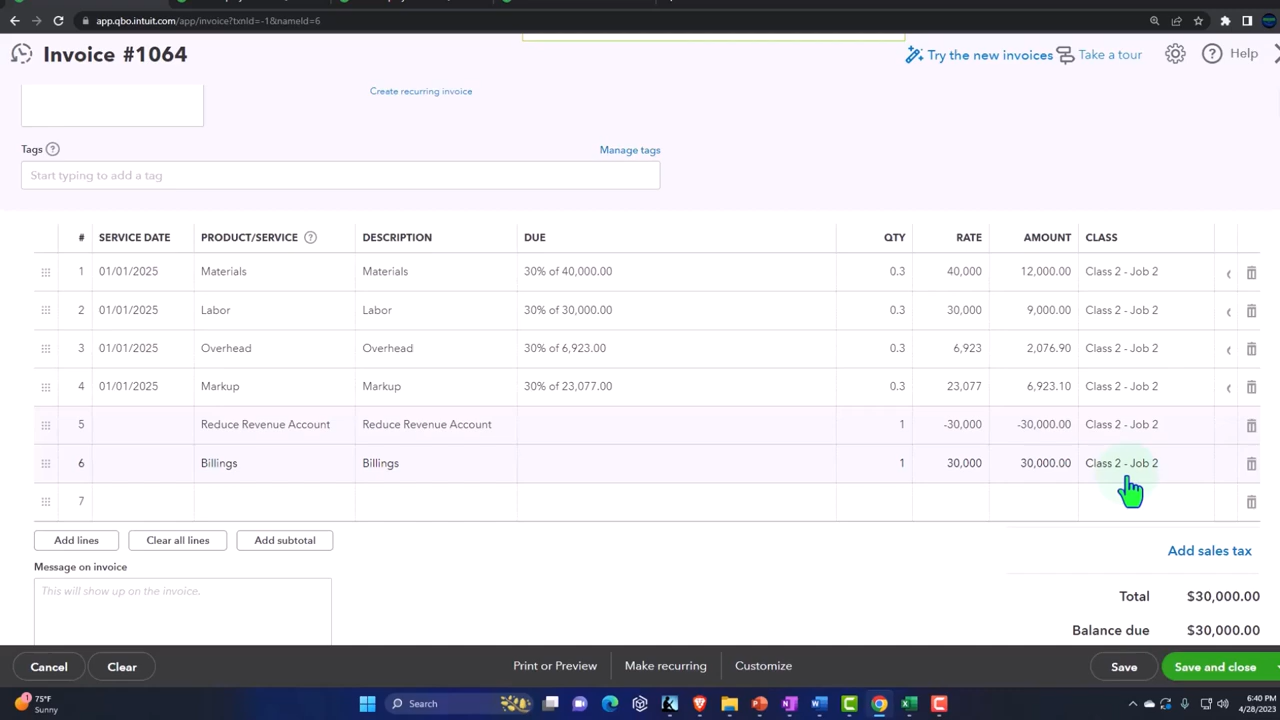 app.qbo.intuit.com/app/invoice?txnId=-1&nameId=6
Invoice #1064
Try the new invoices
Take a tour
Help
Create recurring invoice
Tags
Manage tags
Start typing to add a tag
# SERVICE DATE PRODUCT/SERVICE DESCRIPTION DUE QTY RATE AMOUNT CLASS
1 01/01/2025 Materials Materials 30% of 40,000.00 0.3 40,000 12,000.00 Class 2 - Job 2
2 01/01/2025 Labor Labor 30% of 30,000.00 0.3 30,000 9,000.00 Class 2 - Job 2
3 01/01/2025 Overhead Overhead 30% of 6,923.00 0.3 6,923 2,076.90 Class 2 - Job 2
4 01/01/2025 Markup Markup 30% of 23,077.00 0.3 23,077 6,923.10 Class 2 - Job 2
5 Reduce Revenue Account Reduce Revenue Account 1 -30,000 -30,000.00 Class 2 - Job 2
6 Billings Billings 1 30,000 30,000.00 Class 2 - Job 2
7
Add lines Clear all lines Add subtotal
Add sales tax
Message on invoice
This will show up on the invoice.
Total $30,000.00
Balance due $30,000.00
Cancel Clear Print or Preview Make recurring Customize Save Save and close
75°F
Sunny
Search
6:40 PM
4/28/2023